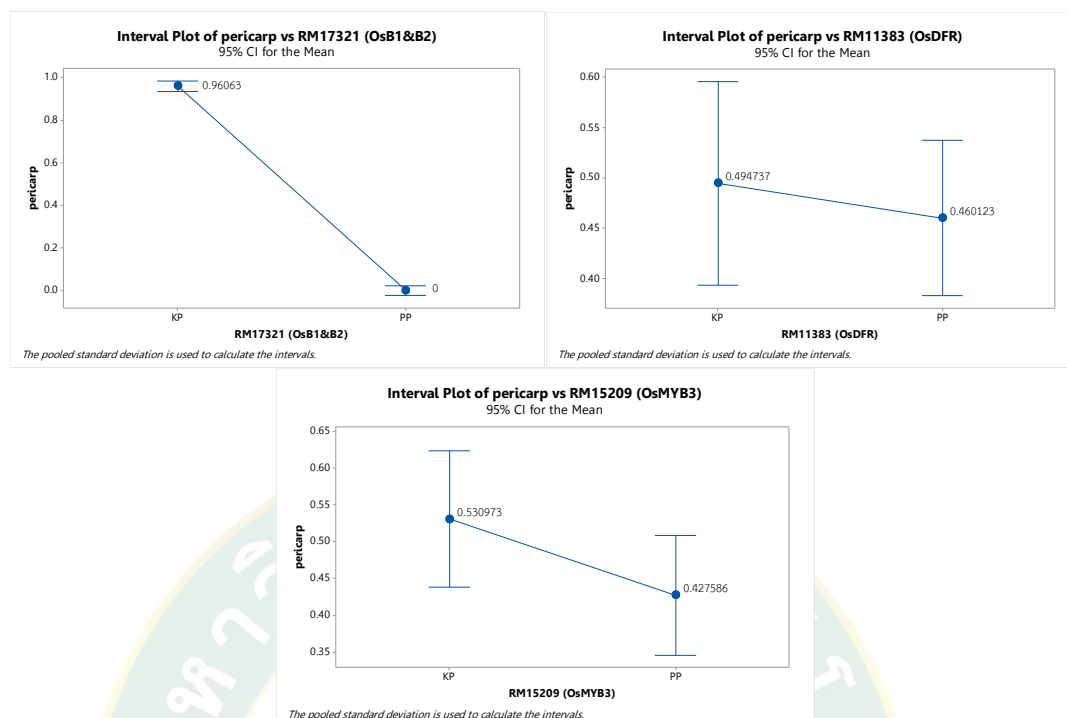 Interval Plot of pericarp vs RM17321 (OsB1&B2)
95% CI for the Mean
1.0
0.8
0.6
0.4
0.2
0.0
pericarp
0.96063
0
KP
PP
RM17321 (OsB1&B2)
The pooled standard deviation is used to calculate the intervals.
Interval Plot of pericarp vs RM11383 (OsDFR)
95% CI for the Mean
0.60
0.55
0.50
0.45
0.40
pericarp
0.494737
0.460123
KP
PP
RM11383 (OsDFR)
The pooled standard deviation is used to calculate the intervals.
Interval Plot of pericarp vs RM15209 (OsMYB3)
95% CI for the Mean
0.65
0.60
0.55
0.50
0.45
0.40
0.35
pericarp
0.530973
0.427586
KP
PP
RM15209 (OsMYB3)
The pooled standard deviation is used to calculate the intervals.